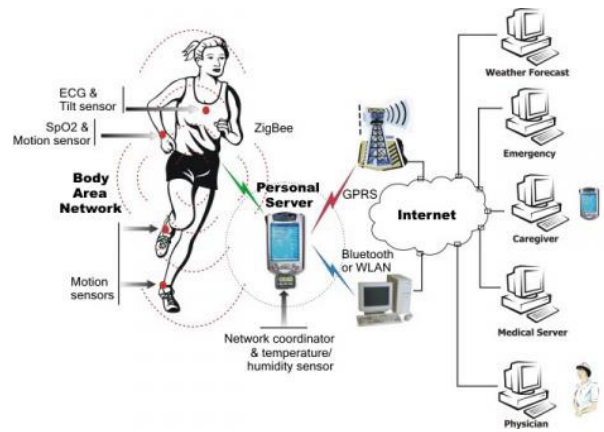 ECG &
Tilt sensor
SpO2 &
Motion sensor
ZigBee
Body
Area
Network
Motion
sensors
Personal
Server
Network coordinator
& temperature/
humidity sensor
GPRS
Bluetooth
or WLAN
Internet
Weather Forecast
Emergency
Caregiver
Medical Server
Physician